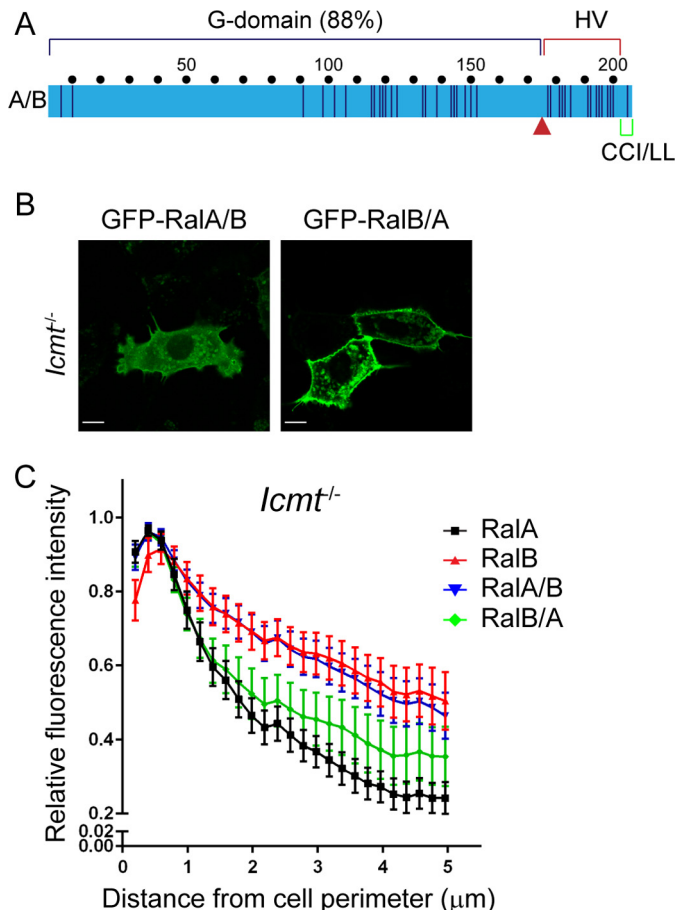 A
G-domain (88%)
HV
50
100
150
200
A/B
CCI/LL
B
GFP-RalA/B
GFP-RalB/A
Icmt-/-
C
Icmt-/-
Relative fluorescence intensity
1.0
0.8
0.6
0.4
0.2
0.02
0.00
0
1
2
3
4
5
Distance from cell perimeter (μm)
RalA
RalB
RalA/B
RalB/A